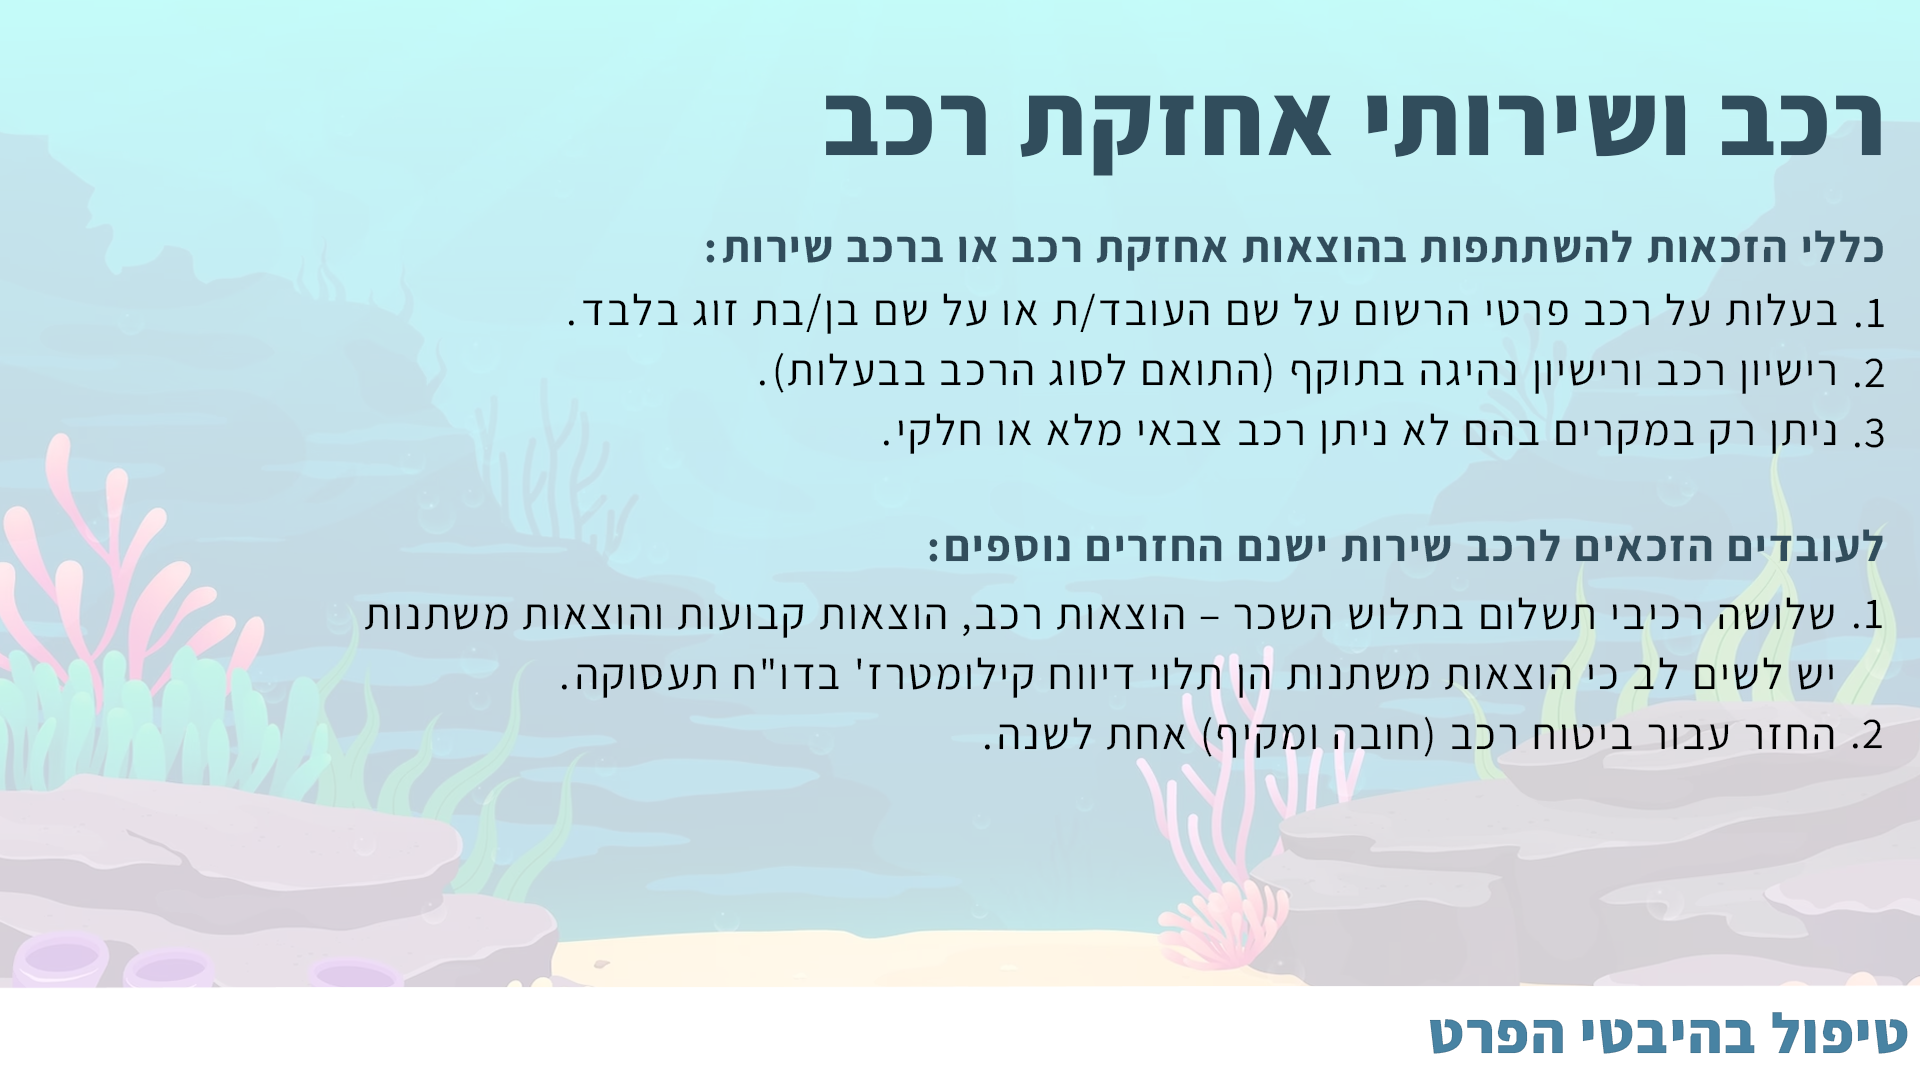 רכב ושירותי אחזקת רכב
כללי הזכאות להשתתפות בהוצאות אחזקת רכב או ברכב שירות:
1. בעלות על רכב פרטי הרשום על שם העובד/ת או על שם בן/בת זוג בלבד.
2. רישיון רכב ורישיון נהיגה בתוקף (התואם לסוג הרכב בבעלות).
3. ניתן רק במקרים בהם לא ניתן רכב צבאי מלא או חלקי.
לעובדים הזכאים לרכב שירות ישנם החזרים נוספים:
1. שלושה רכיבי תשלום בתלוש השכר – הוצאות רכב, הוצאות קבועות והוצאות משתנות
יש לשים לב כי הוצאות משתנות הן תלוי דיווח קילומטרז' בדו"ח תעסוקה.
2. החזר עבור ביטוח רכב (חובה ומקיף) אחת לשנה.
טיפול בהיבטי הפרט